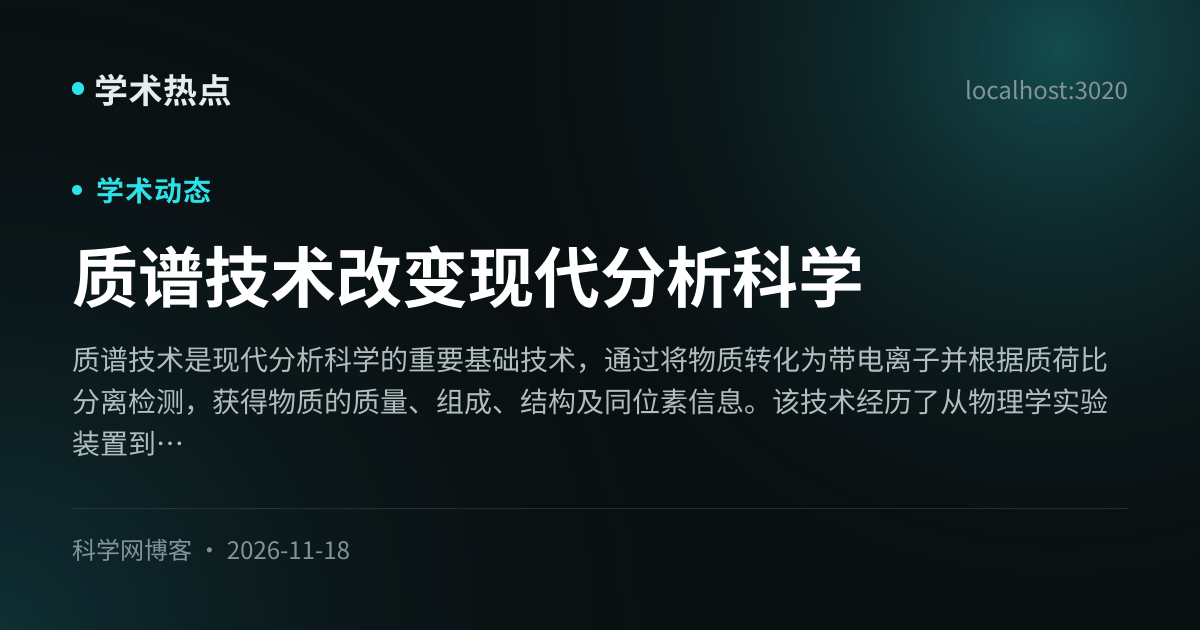 学术热点
localhost:3020
学术动态
质谱技术改变现代分析科学
质谱技术是现代分析科学的重要基础技术，通过将物质转化为带电离子并根据质荷比
分离检测，获得物质的质量、组成、结构及同位素信息。该技术经历了从物理学实验
装置到…
科学网博客 · 2026-11-18